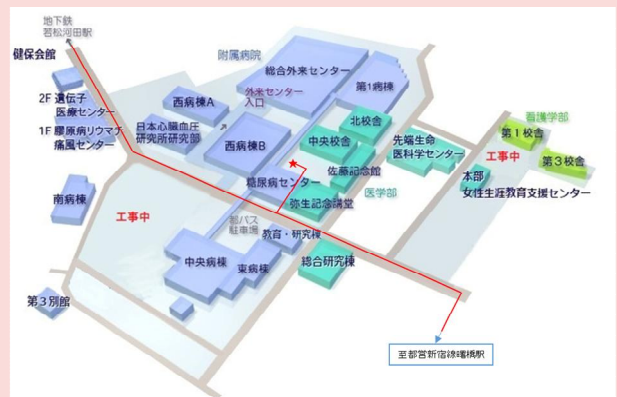 地下鉄
若松河田駅
健保会館
附属病院
総合外来センター
2F 遺伝子
医療センター
西病棟A
外来センター
入口
第1病棟
1F 膠原病リウマチ
痛風センター
日本心臓血圧
研究所研究部
西病棟B
北校舎
中央校舎
先端生命
医科学センター
看護学部
第1校舎
工事中
第3校舎
佐藤記念館
糖尿病センター
医学部
本部
女性生涯教育支援センター
南病棟
弥生記念講堂
工事中
都バス
駐車場
教育・研究棟
中央病棟
東病棟
総合研究棟
第3別館
至都営新宿線曙橋駅